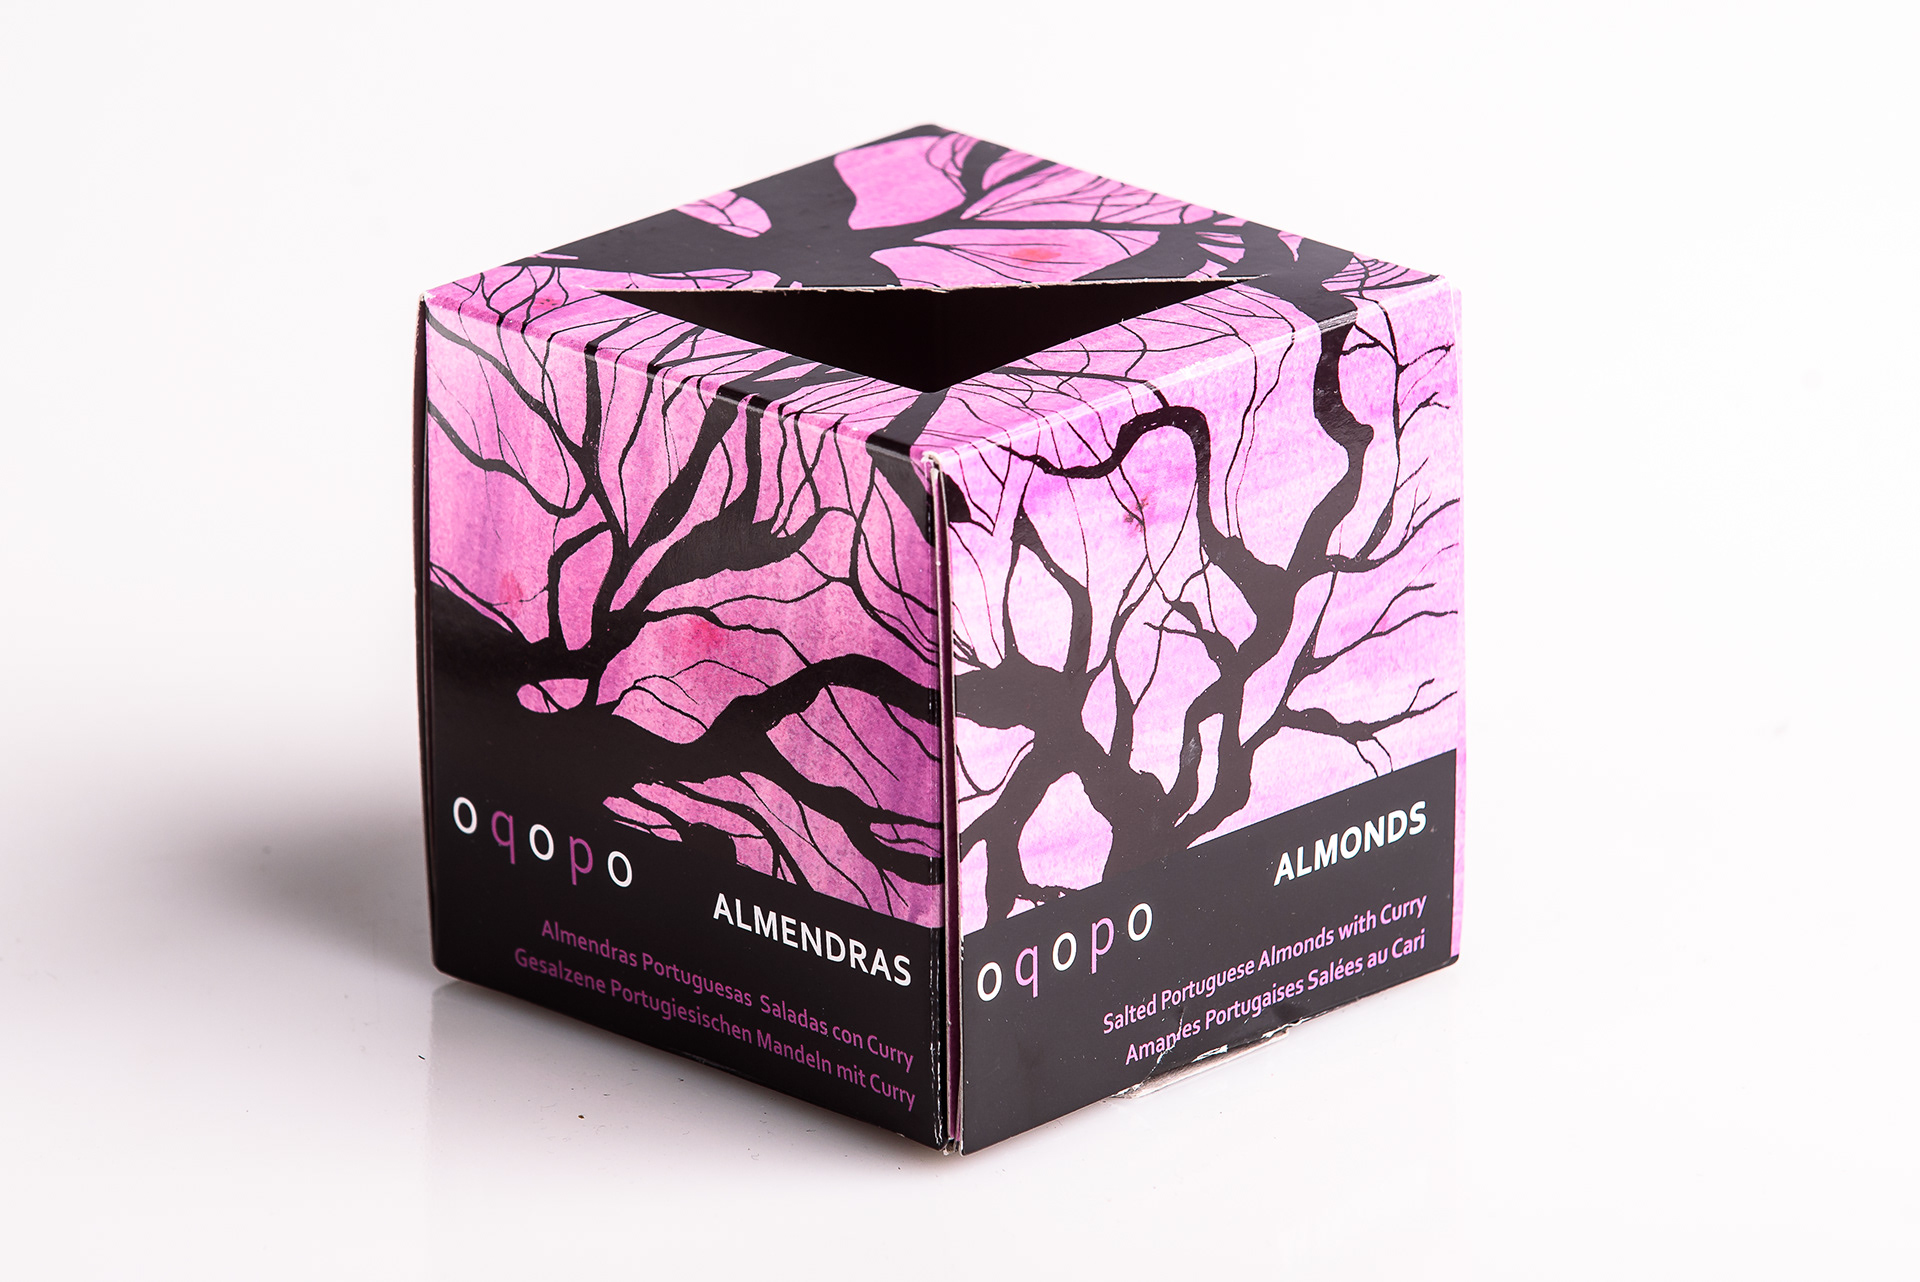 oqopo
ALMENDRAS
Almendras Portuguesas Saladas con Curry
Gesalzene Portugiesischen Mandeln mit Curry
oqopo
ALMONDS
Salted Portuguese Almonds with Curry
Amandes Portugaises Salées au Cari